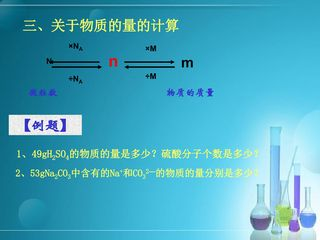 三、关于物质的量的计算
×N_A ×M
N n m
÷N_A ÷M
微粒数 物质的质量
【例题】
1、49gH₂SO₄的物质的量是多少？硫酸分子个数是多少？
2、53gNa₂CO₃中含有的Na⁺和CO₃²⁻的物质的量分别是多少？